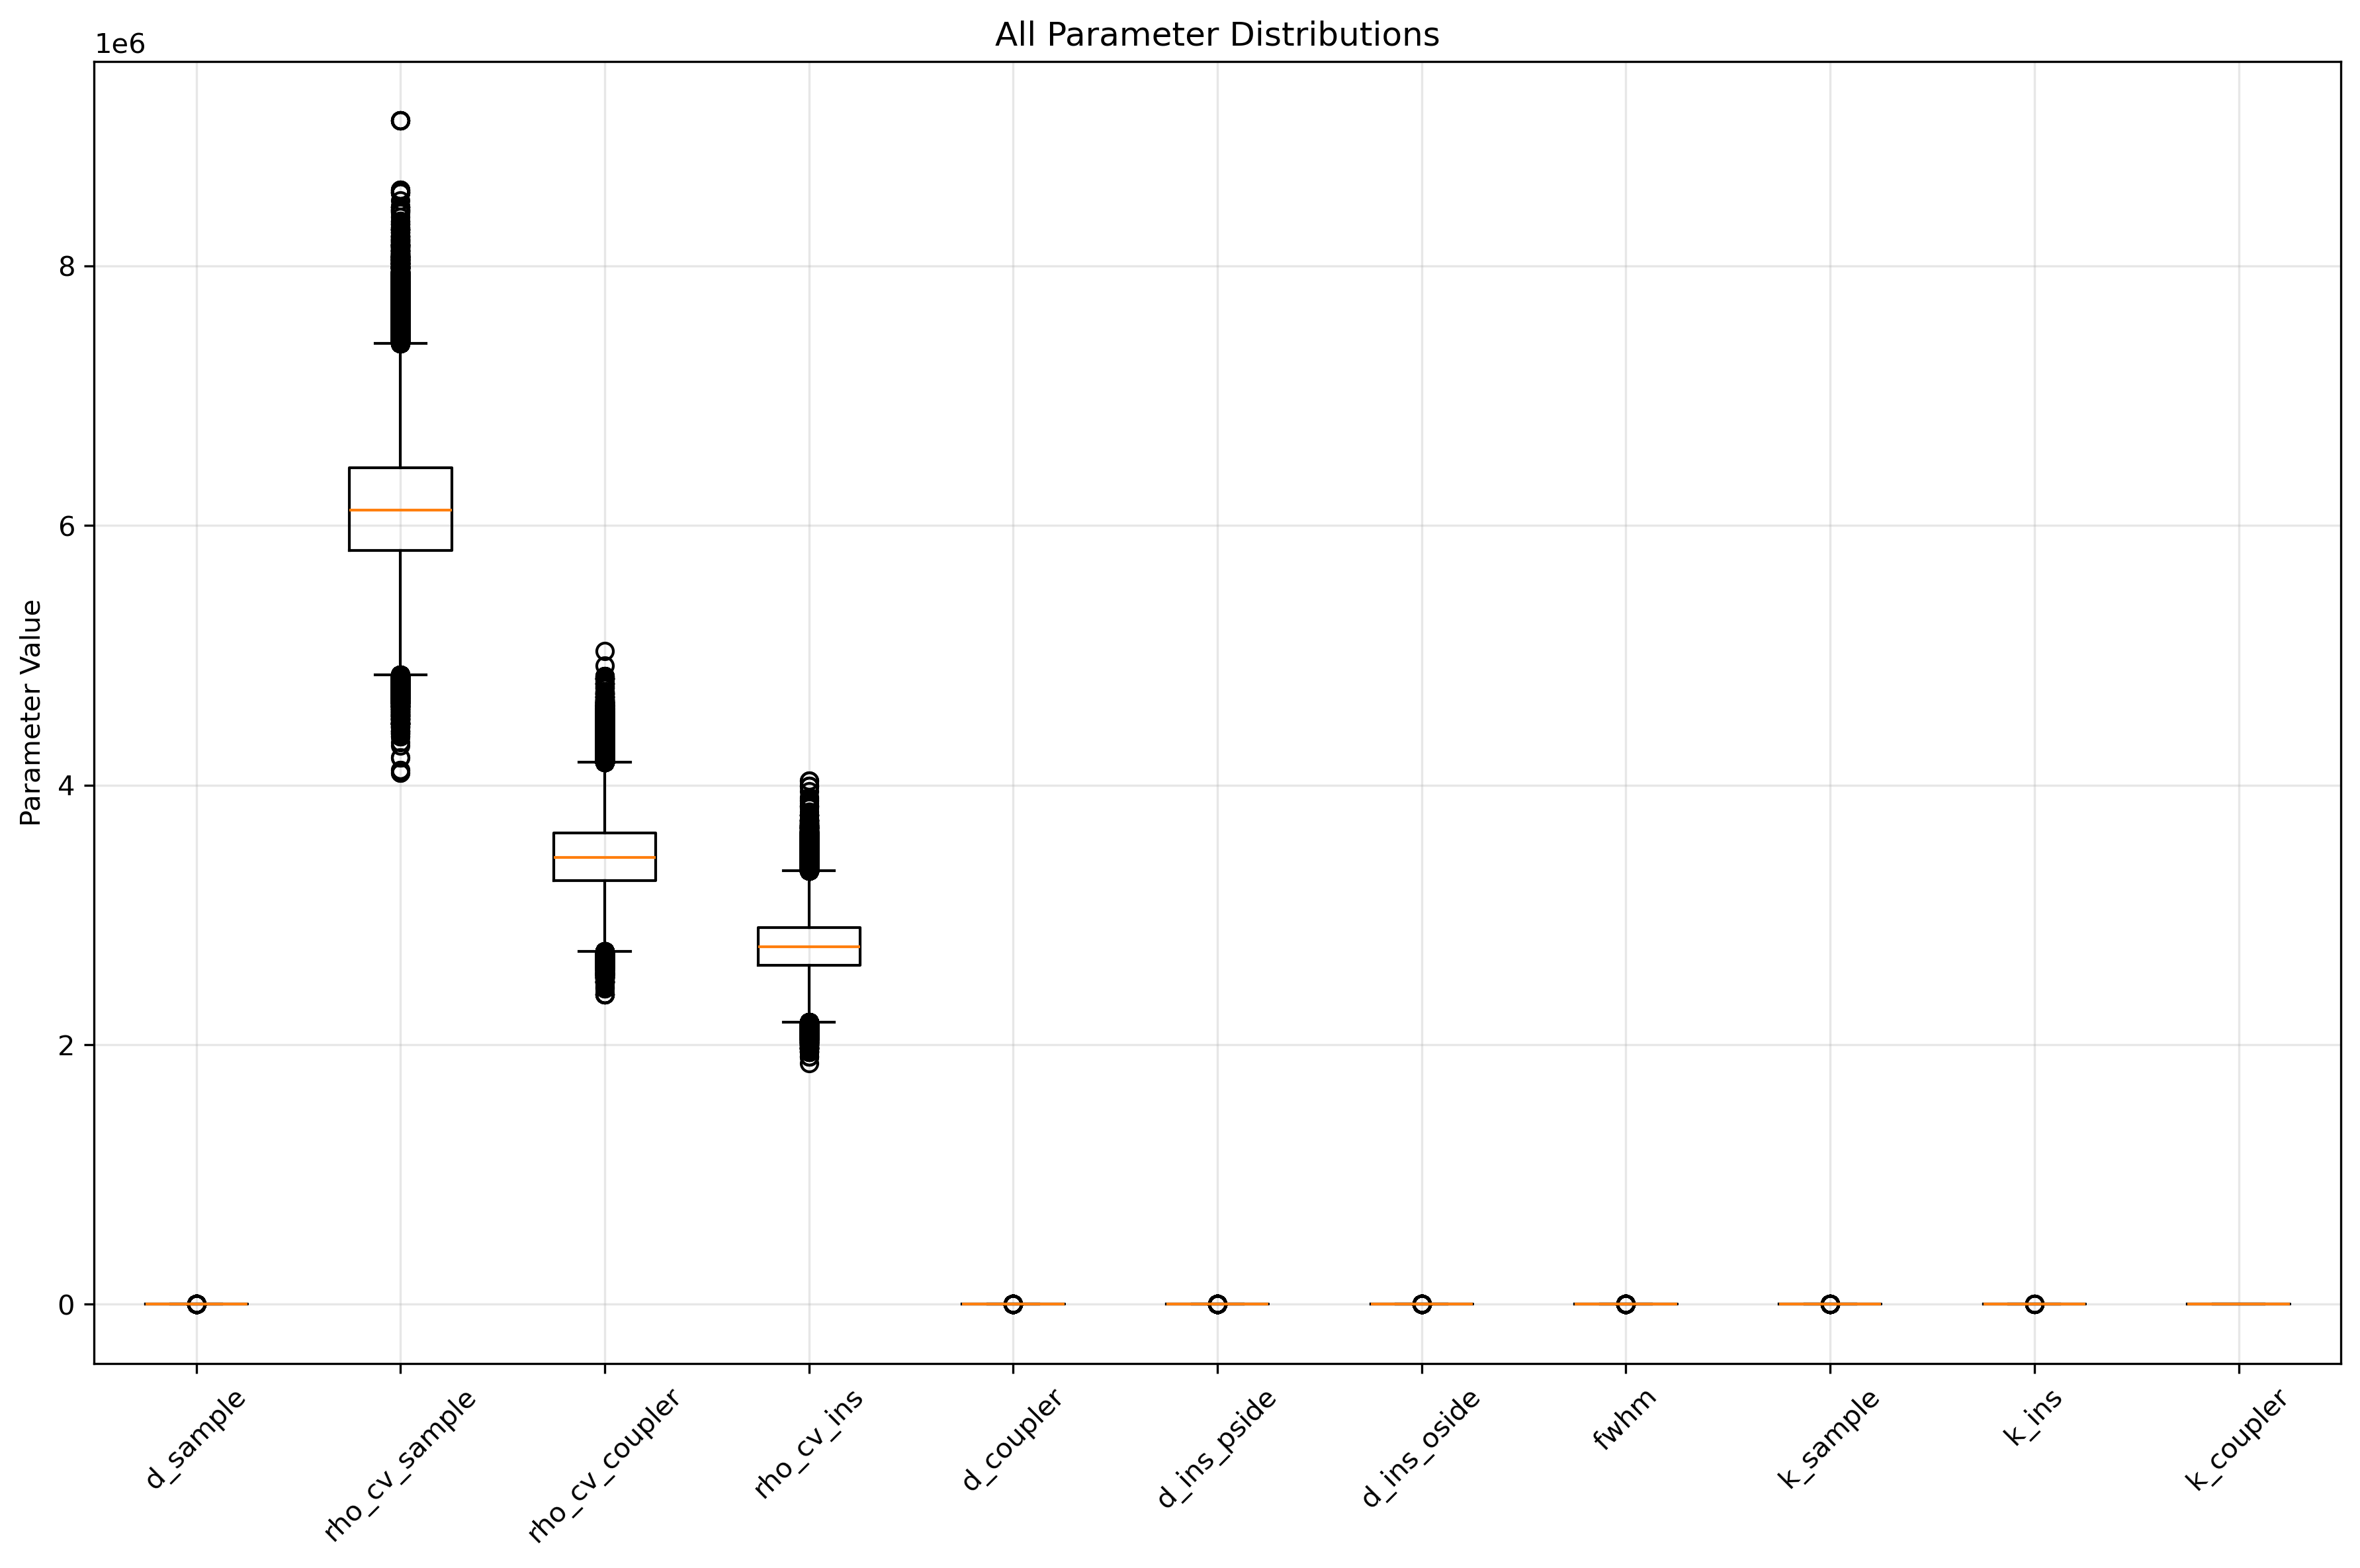 All Parameter Distributions
1e6
8
6
4
2
0
Parameter Value
d_sample
rho_cv_sample
rho_cv_coupler
rho_cv_ins
d_coupler
d_ins_pside
d_ins_oside
fwhm
k_sample
k_ins
k_coupler